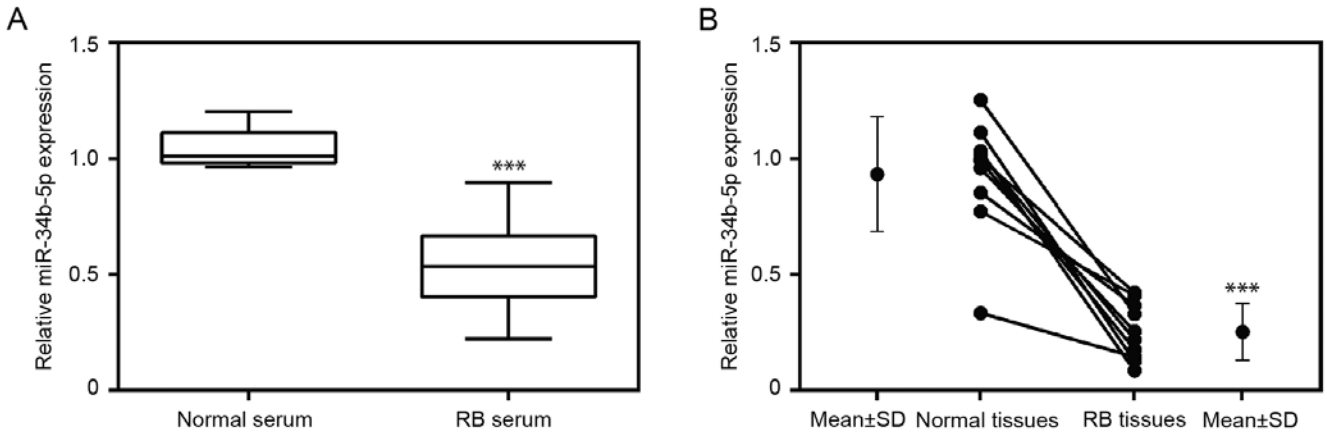 A
Relative miR-34b-5p expression
1.5
1.0
0.5
0
***
Normal serum
RB serum
B
Relative miR-34b-5p expression
1.5
1.0
0.5
0
***
Mean±SD
Normal tissues
RB tissues
Mean±SD